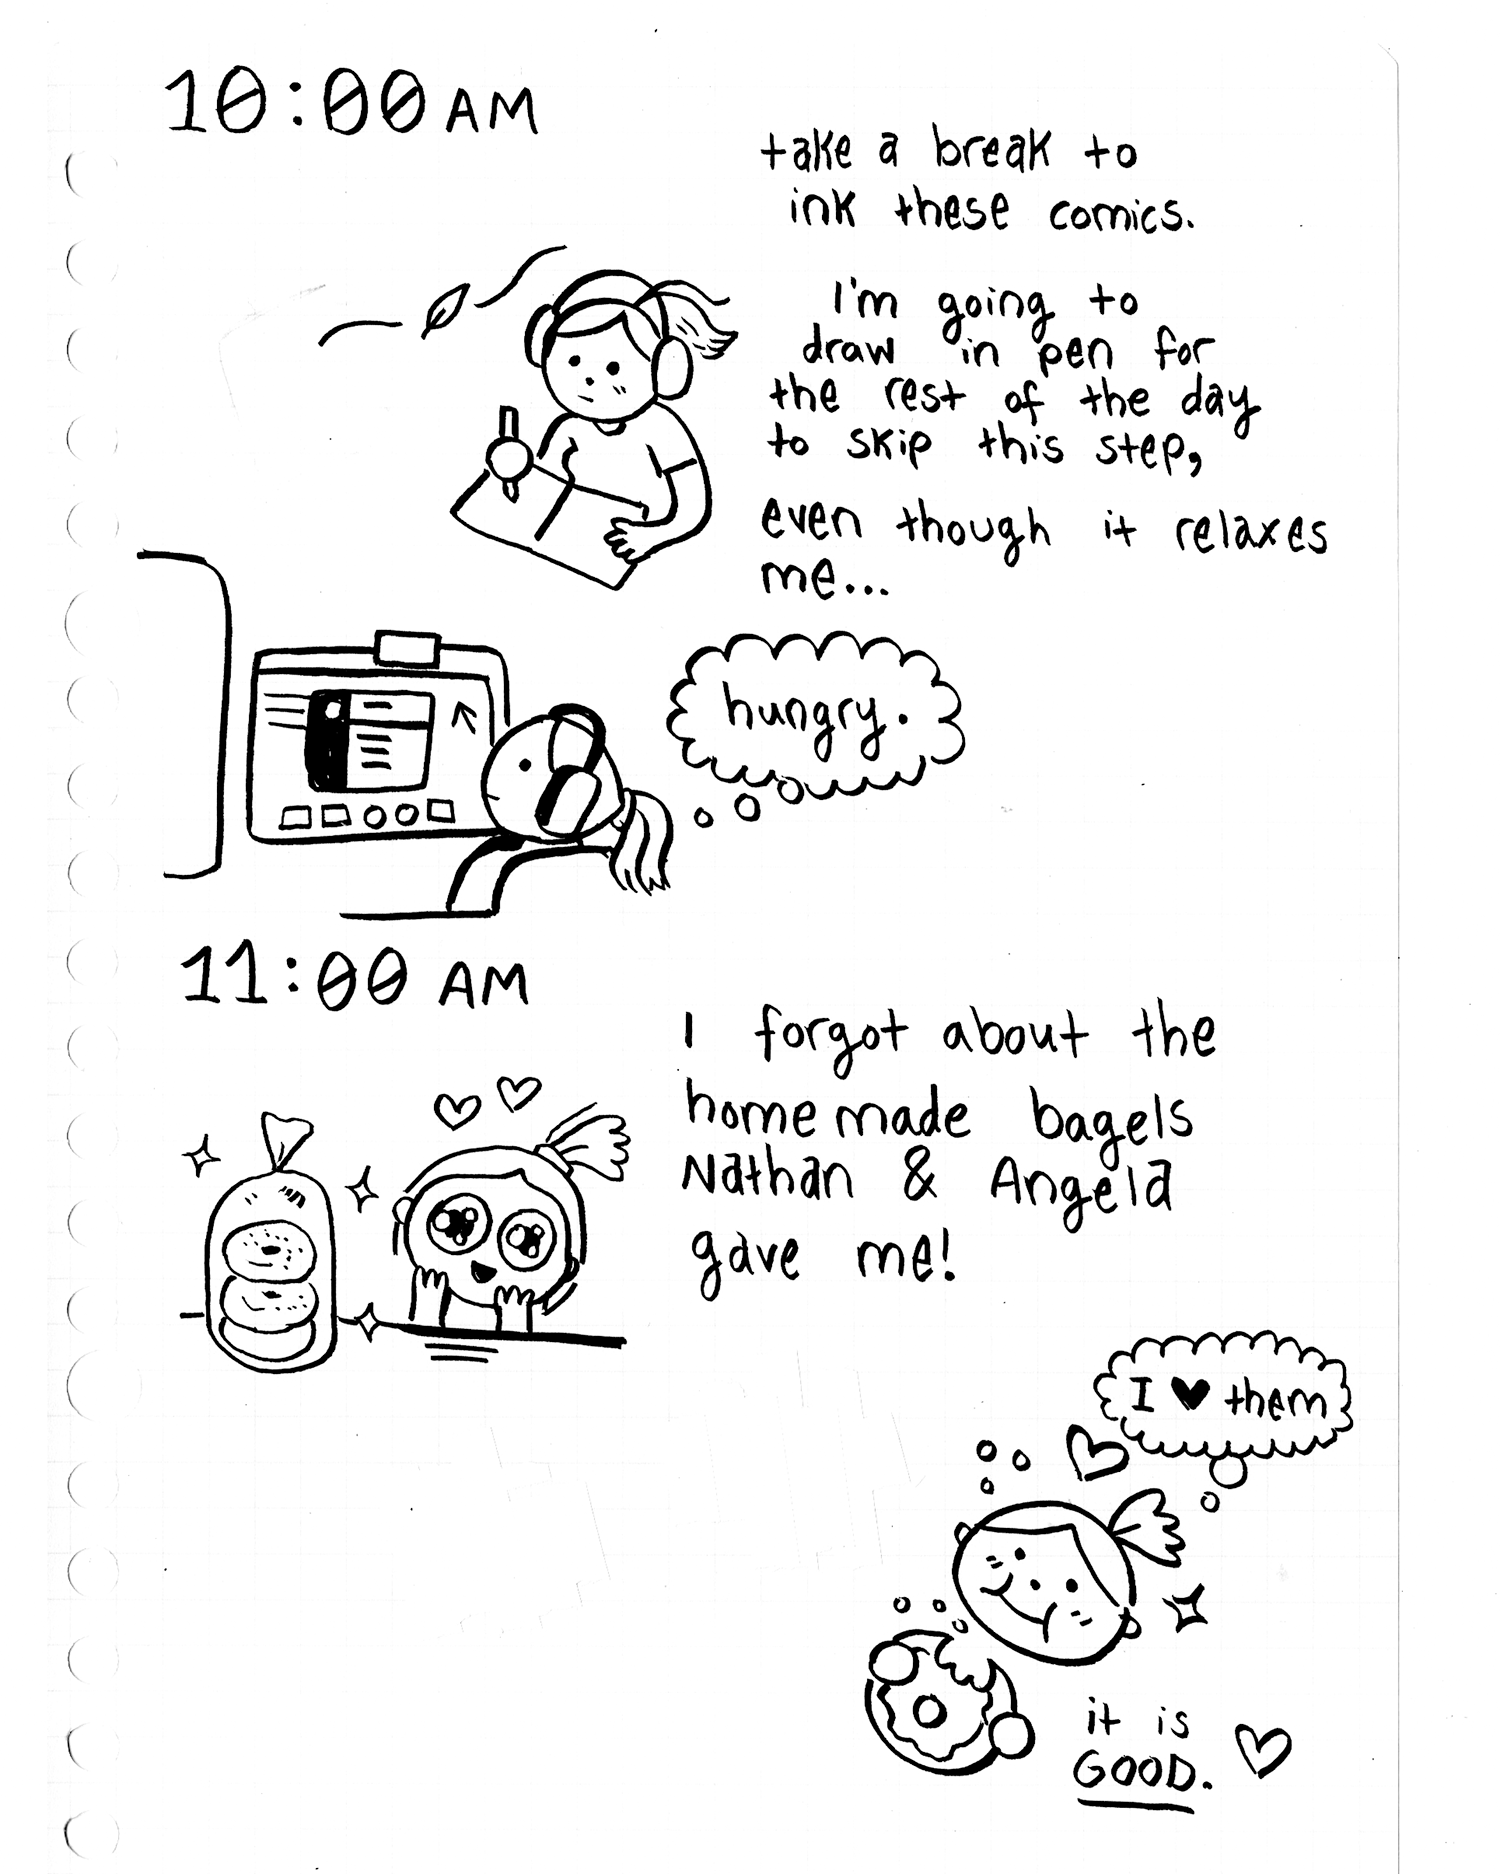 10:00 AM
take a break to
ink these comics.
I'm going to
draw in pen for
the rest of the day
to skip this step,
even though it relaxes
me...
hungry.
11:00 AM
I forgot about the
homemade bagels
Nathan & Angela
gave me!
I ♥ them
it is
GOOD.